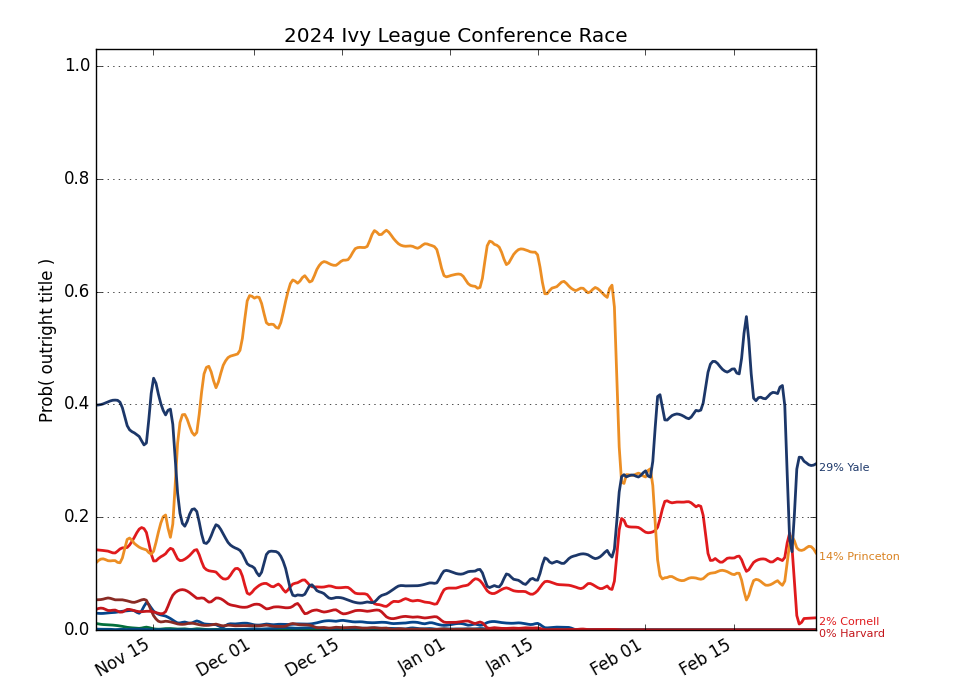 2024 Ivy League Conference Race
1.0
0.8
0.6
0.4
0.2
0.0
Prob( outright title )
Nov 15
Dec 01
Dec 15
Jan 01
Jan 15
Feb 01
Feb 15
29% Yale
14% Princeton
2% Cornell
0% Harvard